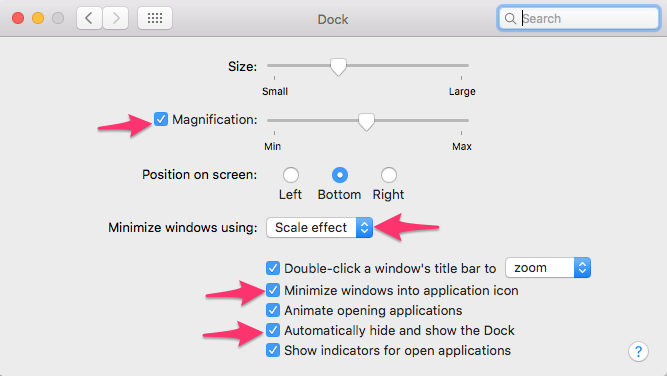 Dock
Search
Size:
Small Large
Magnification:
Min Max
Position on screen:
Left Bottom Right
Minimize windows using: Scale effect
Double-click a window's title bar to zoom
Minimize windows into application icon
Animate opening applications
Automatically hide and show the Dock
Show indicators for open applications
?